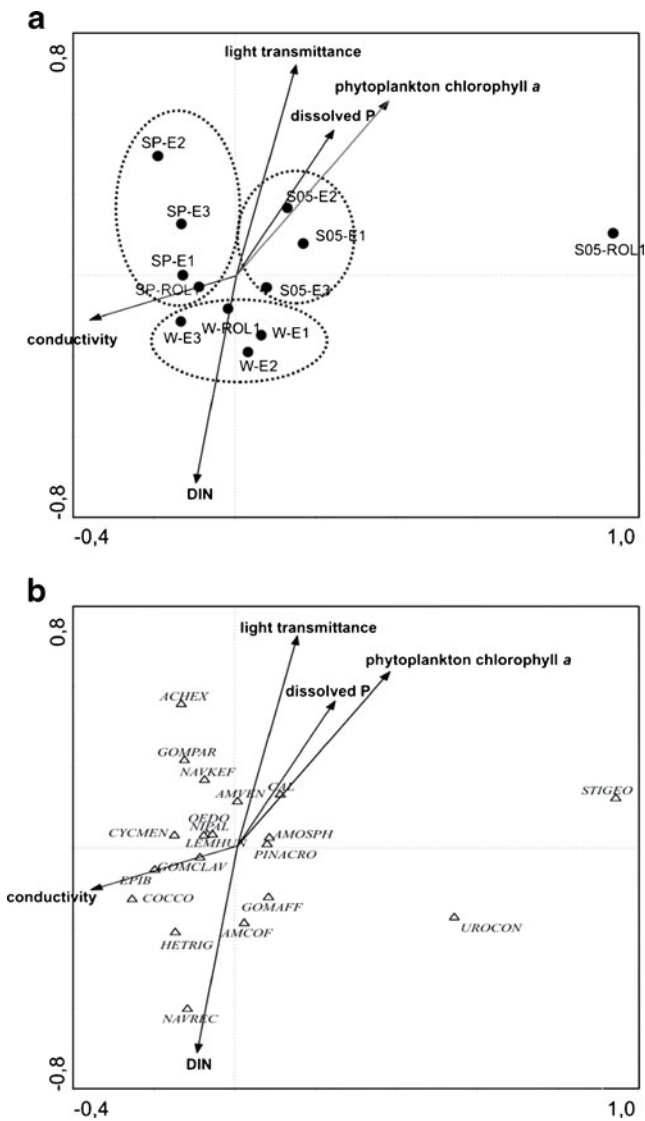 a
0,8
light transmittance
phytoplankton chlorophyll a
dissolved P
SP-E2
SP-E3
S05-E2
S05-E1
S05-ROL1
SP-E1
SP-ROL1
S05-E3
conductivity
W-E3
W-ROL1
W-E1
W-E2
DIN
-0,8
-0,4
1,0
b
0,8
light transmittance
phytoplankton chlorophyll a
dissolved P
ACHEX
GOMPAR
NAVKEF
AMVEN
CAL
STIGEO
OEDO
NIPAL
CYCMEN
LEMHUN
AMOSPH
PINACRO
GOMCLAV
EPIB
conductivity
COCCO
GOMAFF
AMCOF
UROCON
HETRIG
NAVREC
DIN
-0,8
-0,4
1,0